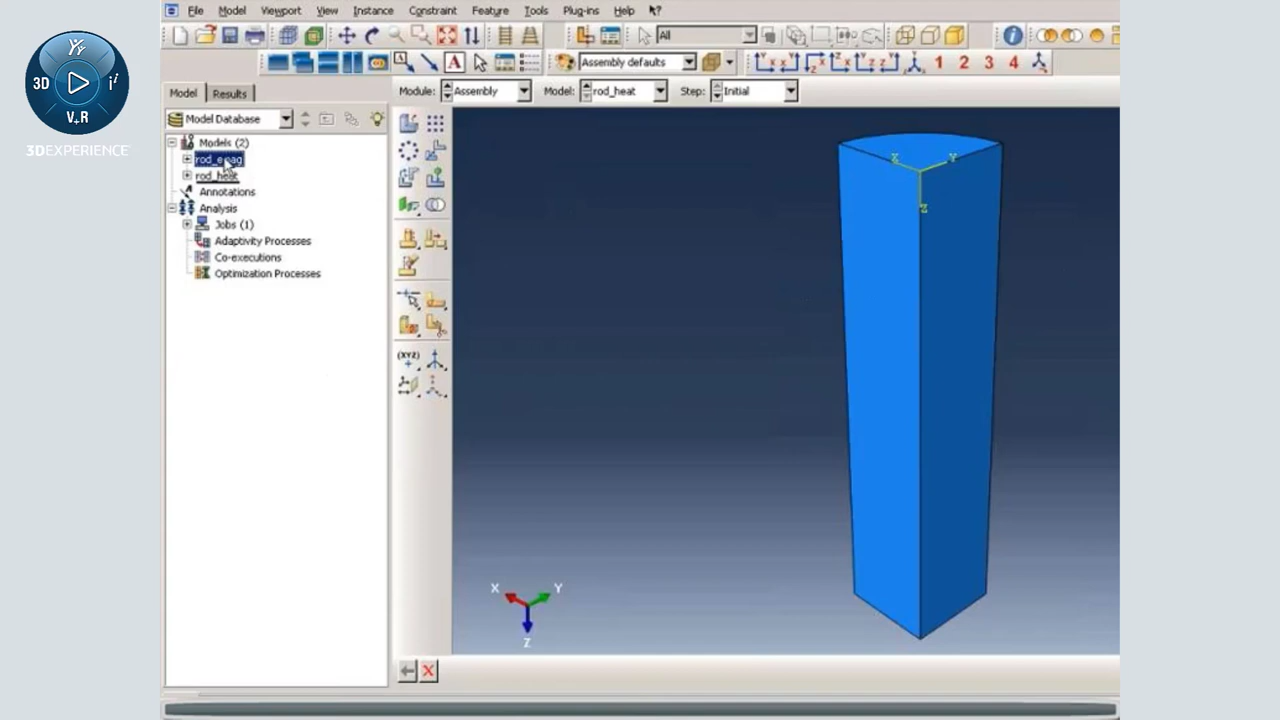 File Model Viewport View Instance Constraint Feature Tools Plug-ins Help
All
A Assembly defaults 1 2 3 4
Model Results Module: Assembly Model: rod_heat Step: Initial
Model Database
Models (2)
rod_emag
rod_heat
Annotations
Analysis
Jobs (1)
Adaptivity Processes
Co-executions
Optimization Processes
(XYZ)
X Y
Z
X Y
Z
3D i
V+R
3DEXPERIENCE